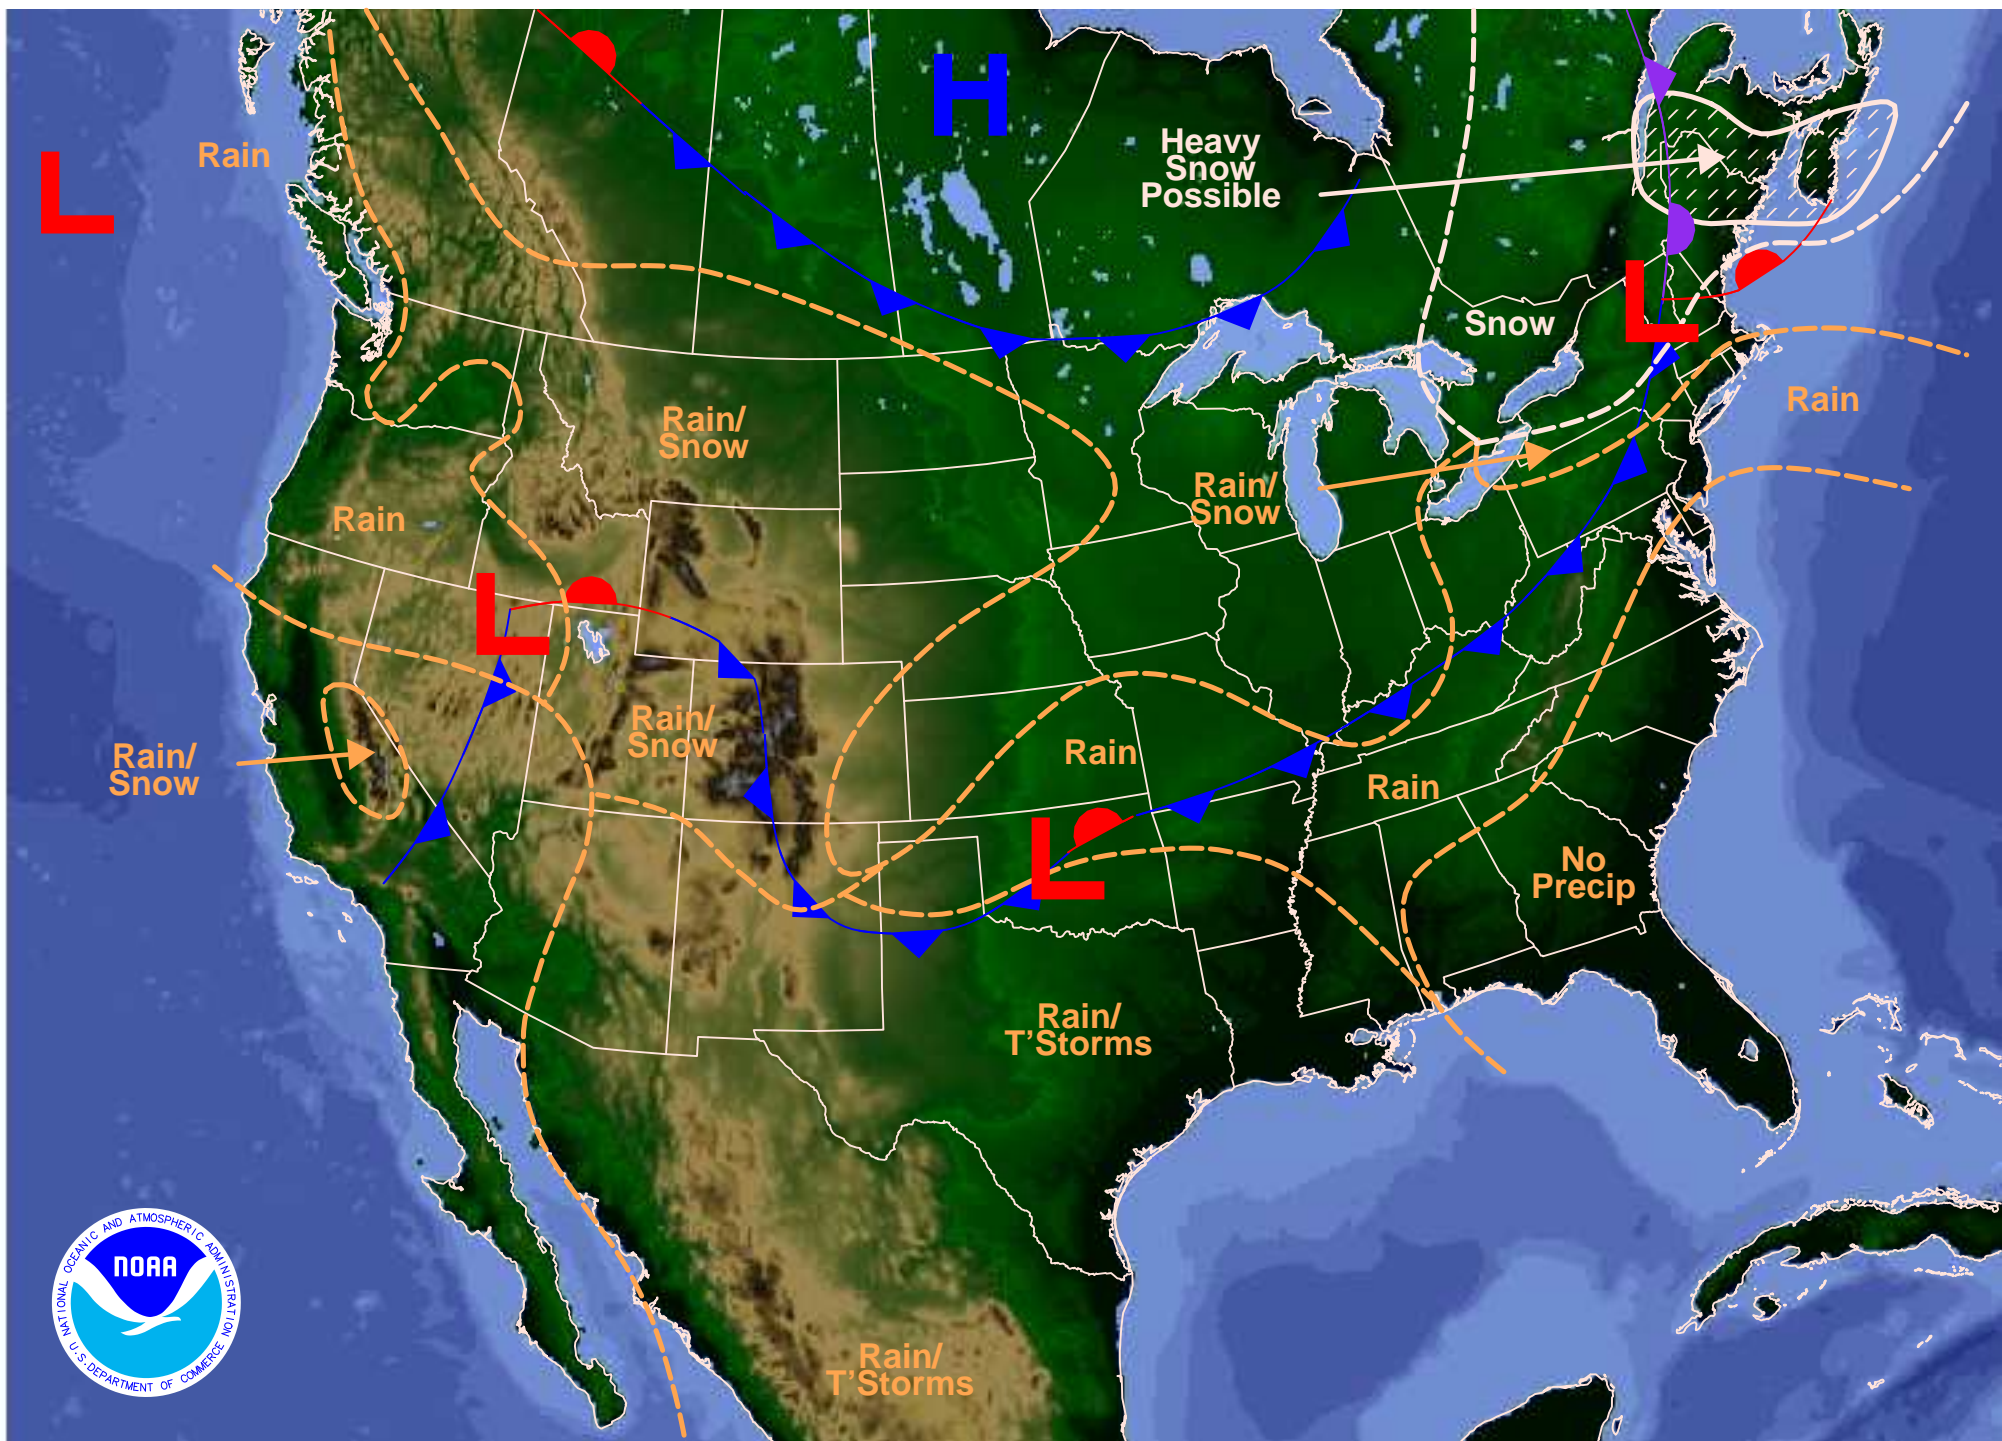 H
Heavy
Snow
Possible
Rain
L
L
Snow
Rain
Rain/
Snow
Rain/
Snow
Rain
L
Rain/
Snow
Rain/
Snow
Rain
Rain
L
No
Precip
Rain/
T'Storms
Rain/
T'Storms
NATIONAL OCEANIC AND ATMOSPHERIC ADMINISTRATION
NOAA
U.S. DEPARTMENT OF COMMERCE